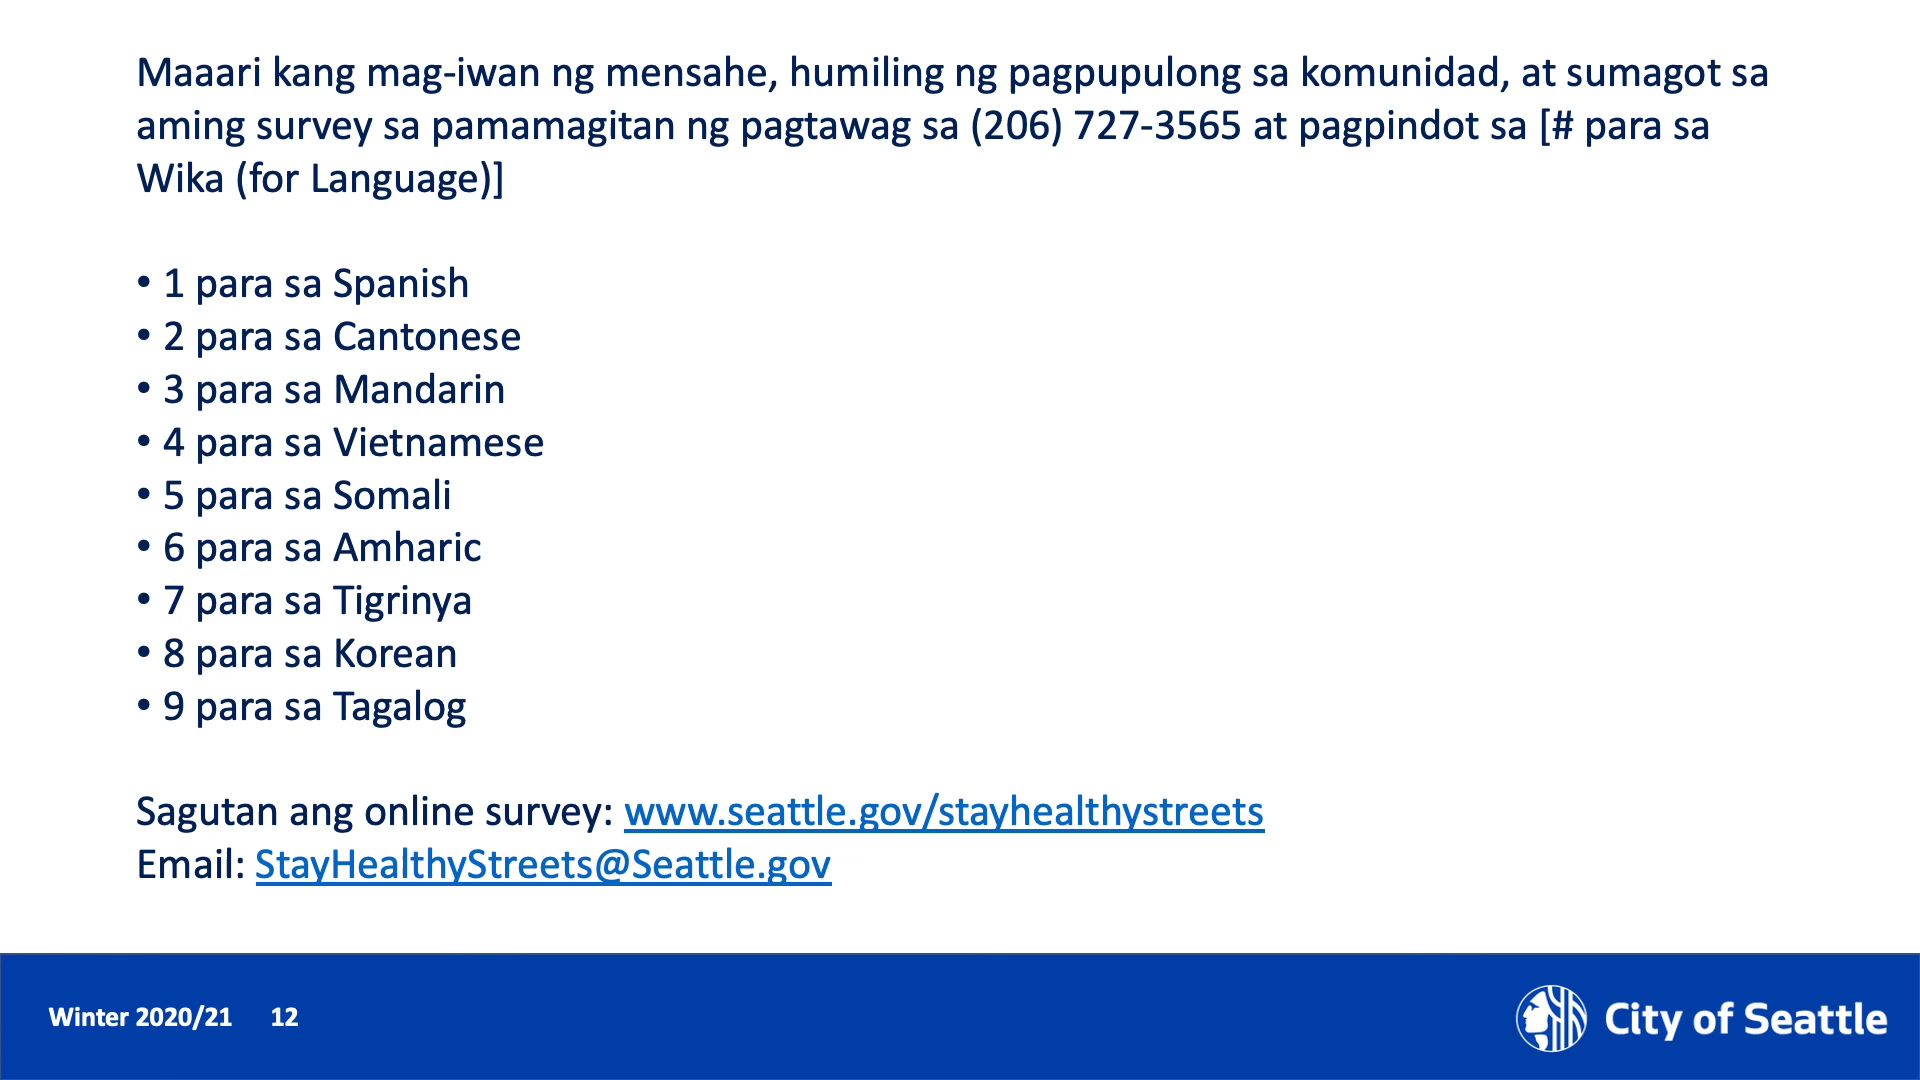 Maaari kang mag-iwan ng mensahe, humiling ng pagpupulong sa komunidad, at sumagot sa
aming survey sa pamamagitan ng pagtawag sa (206) 727-3565 at pagpindot sa [# para sa
Wika (for Language)]
• 1 para sa Spanish
• 2 para sa Cantonese
• 3 para sa Mandarin
• 4 para sa Vietnamese
• 5 para sa Somali
• 6 para sa Amharic
• 7 para sa Tigrinya
• 8 para sa Korean
• 9 para sa Tagalog
Sagutan ang online survey: www.seattle.gov/stayhealthystreets
Email: StayHealthyStreets@Seattle.gov
Winter 2020/21 12
City of Seattle